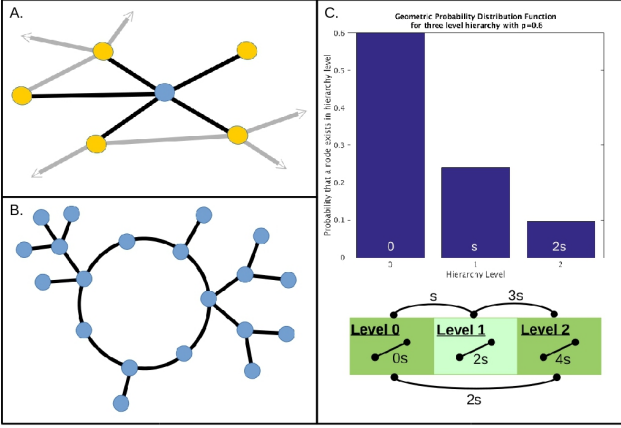 A.
B.
C.
Geometric Probability Distribution Function
for three level hierarchy with p=0.6
Probability that a node exists in hierarchy level
0.6
0.5
0.4
0.3
0.2
0.1
0
0
s
2s
0
1
2
Hierarchy Level
s
3s
Level 0
Level 1
Level 2
0s
2s
4s
2s